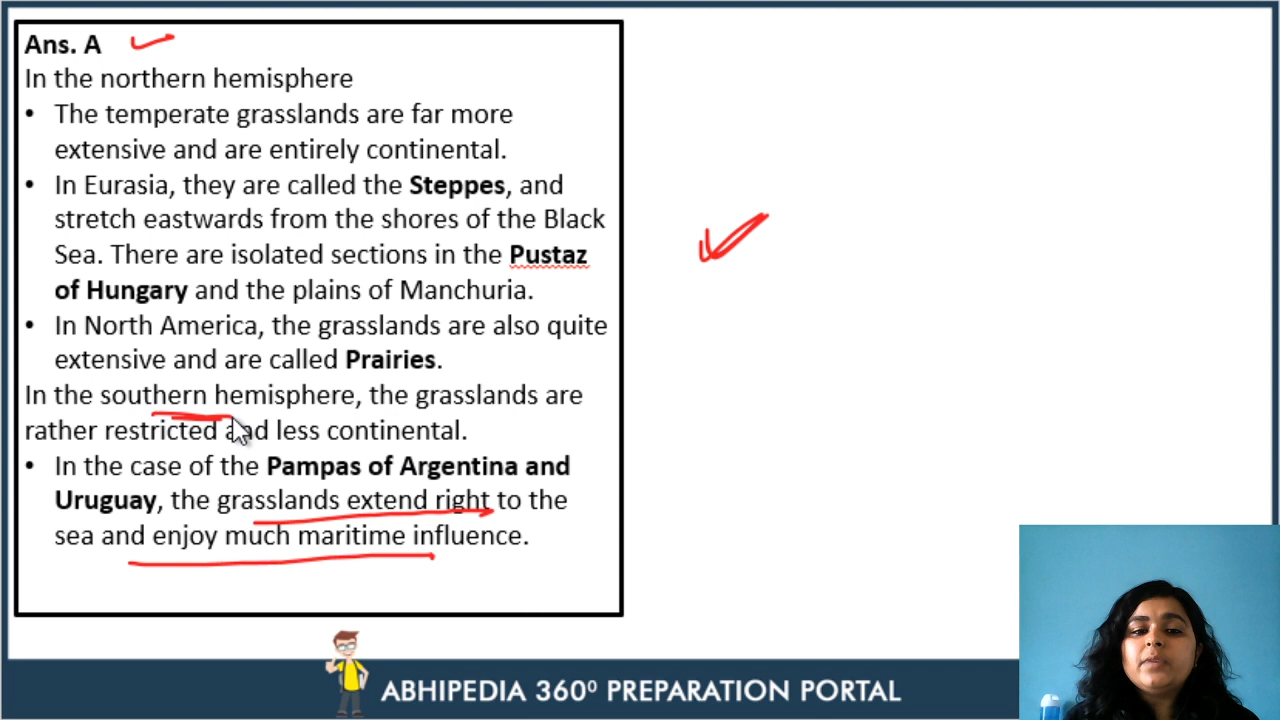 Ans. A
In the northern hemisphere
• The temperate grasslands are far more
extensive and are entirely continental.
• In Eurasia, they are called the Steppes, and
stretch eastwards from the shores of the Black
Sea. There are isolated sections in the Pustaz
of Hungary and the plains of Manchuria.
• In North America, the grasslands are also quite
extensive and are called Prairies.
In the southern hemisphere, the grasslands are
rather restricted and less continental.
• In the case of the Pampas of Argentina and
Uruguay, the grasslands extend right to the
sea and enjoy much maritime influence.
ABHIPEDIA 360⁰ PREPARATION PORTAL